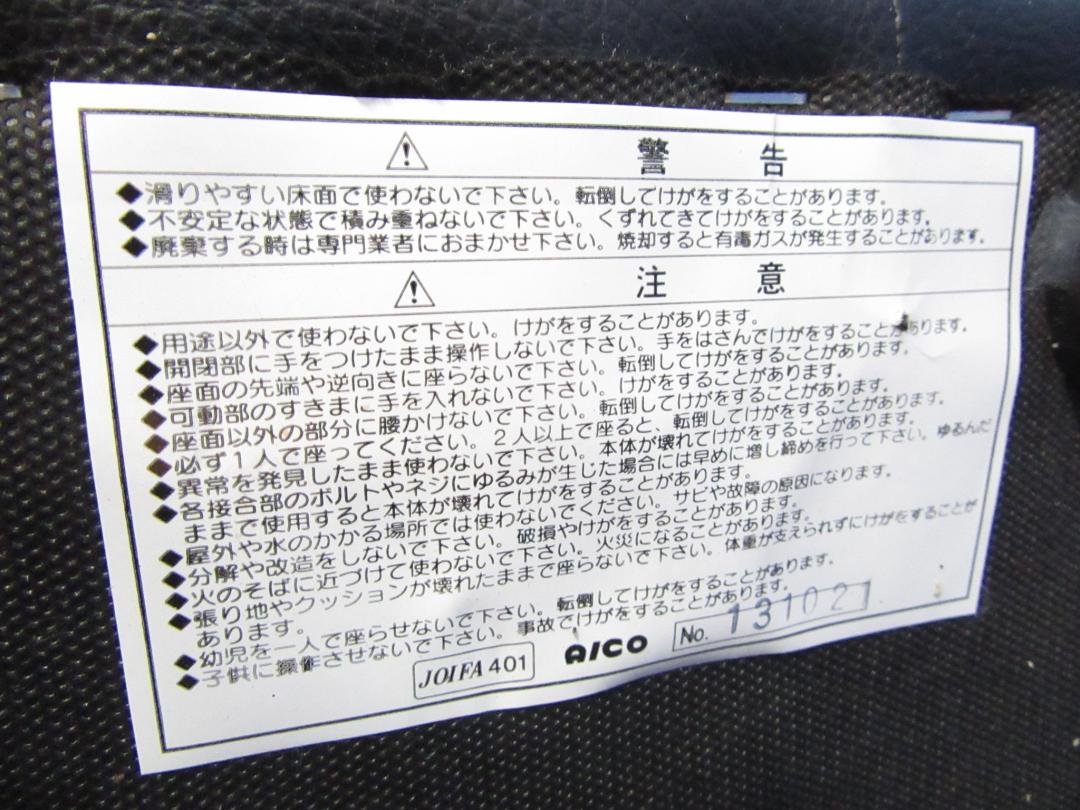 警 告
◆滑りやすい床面で使わないで下さい。転倒してけがをすることがあります。
◆不安定な状態で積み重ねないで下さい。くずれてきてけがをすることがあります。
◆廃棄する時は専門業者におまかせ下さい。焼却すると有毒ガスが発生することがあります。
注 意
◆用途以外で使わないで下さい。けがをすることがあります。
◆開閉部に手をつけたまま操作しないで下さい。手をはさんでけがをすることがあります。
◆座面の先端や逆向きに座らないで下さい。転倒してけがをすることがあります。
◆可動部のすきまに手を入れないで下さい。けがをすることがあります。
◆座面以外の部分に腰かけないで下さい。転倒してけがをすることがあります。
◆必ず1人で座ってください。2人以上で座ると、転倒してけがをすることがあります。
◆異常を発見したまま使わないで下さい。本体が壊れてけがをすることがあります。
◆各接合部のボルトやネジにゆるみが生じた場合には早めに増し締めを行って下さい。ゆるんだ
ままで使用すると本体が壊れてけがをすることがあります。
◆屋外や水のかかる場所では使わないでください。サビや故障の原因になります。
◆分解や改造をしないで下さい。破損やけがをすることがあります。
◆火のそばに近づけて使わないで下さい。火災になることがあります。
◆張り地やクッションが壊れたままで座らないで下さい。体重が支えられずにけがをすることが
あります。
◆幼児を一人で座らせないで下さい。転倒してけがをすることがあります。
◆子供に操作させないで下さい。事故でけがをすることがあります。
JOIFA 401 AICO No. 13102